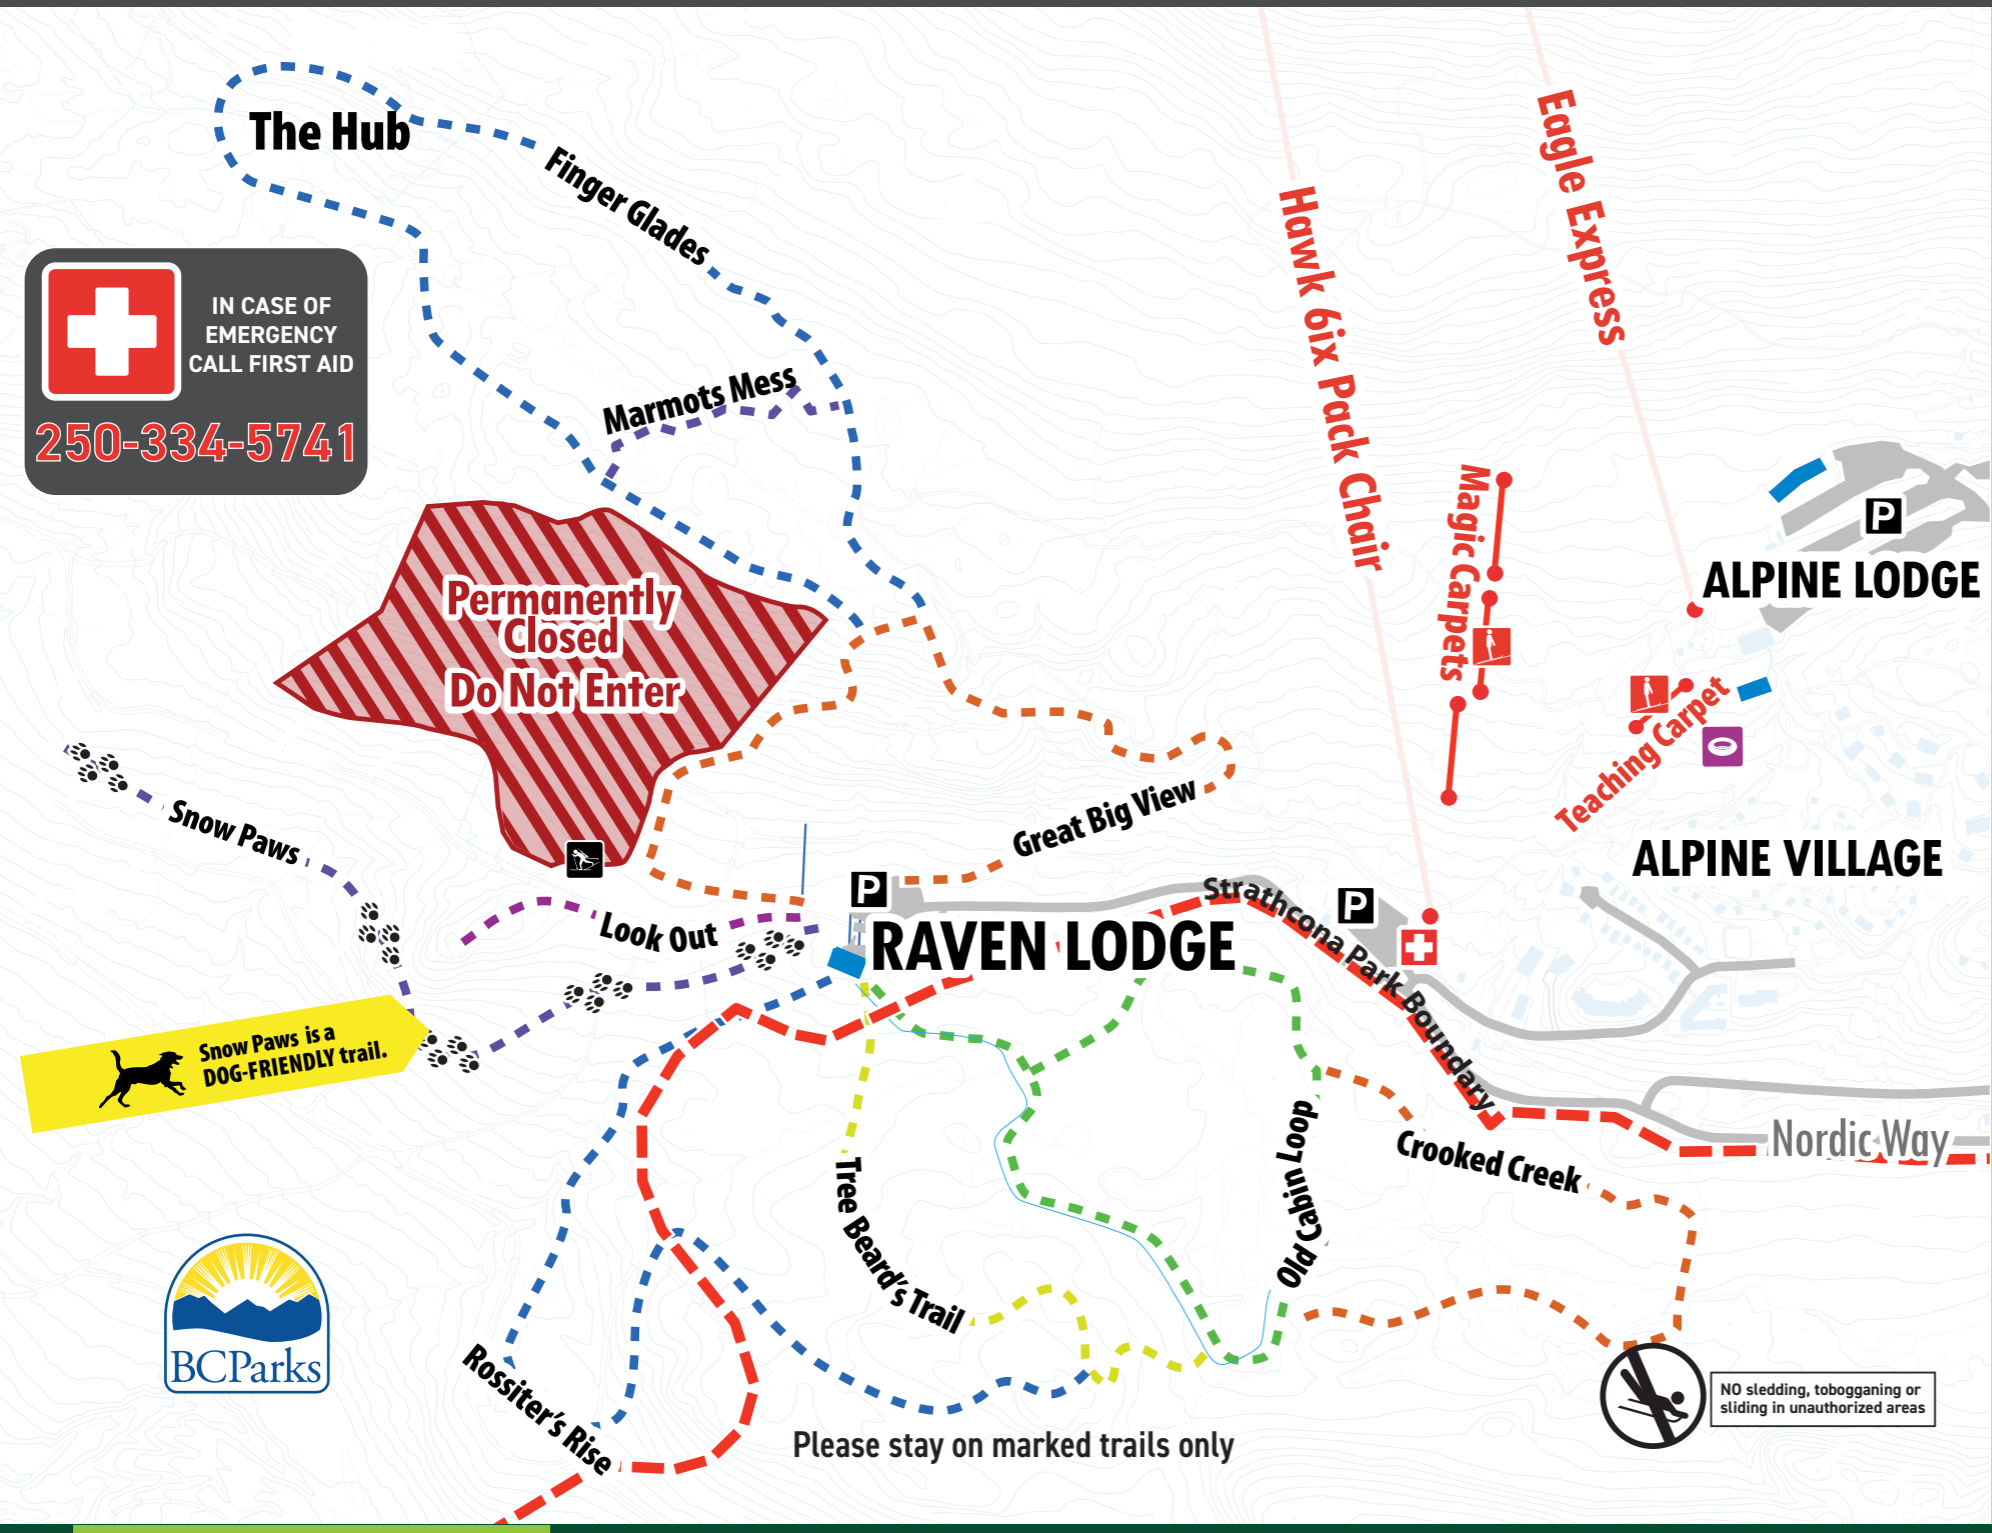 The Hub
Finger Glades
Hawk 6ix Pack Chair
Eagle Express
IN CASE OF
EMERGENCY
CALL FIRST AID
250-334-5741
Marmots Mess
Magic Carpets
P
ALPINE LODGE
Permanently
Closed
Do Not Enter
Teaching Carpet
Snow Paws
Great Big View
ALPINE VILLAGE
P
P
Look Out
RAVEN LODGE
Strathcona Park Boundary
Snow Paws is a
DOG-FRIENDLY trail.
Nordic Way
Old Cabin Loop
Crooked Creek
Tree Beard's Trail
BCParks
Rossiter's Rise
NO sledding, tobogganing or
sliding in unauthorized areas
Please stay on marked trails only